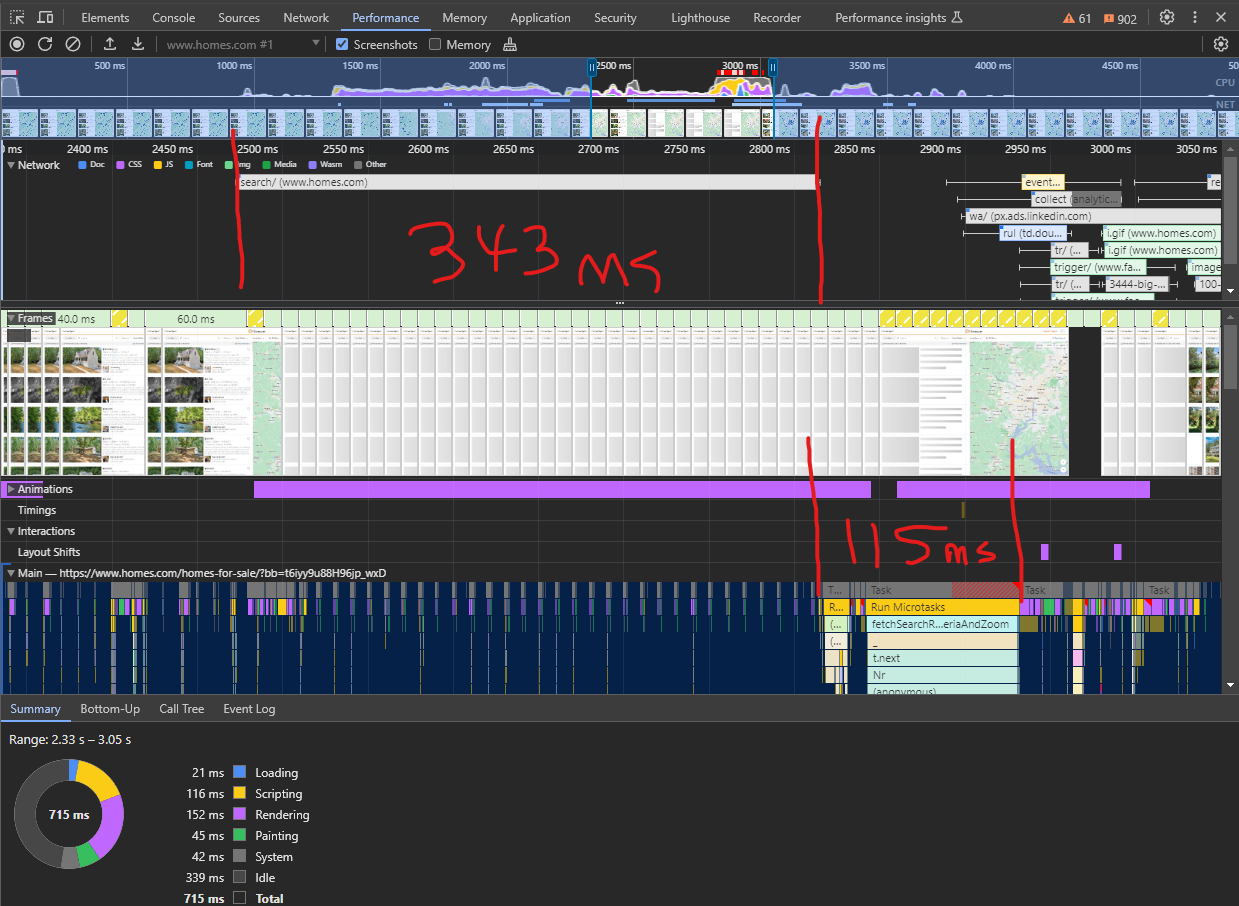 Elements Console Sources Network Performance Memory Application Security Lighthouse Recorder Performance insights 61 902
www.homes.com #1 Screenshots Memory
500 ms 1000 ms 1500 ms 2000 ms 2500 ms 3000 ms 3500 ms 4000 ms 4500 ms 50
CPU
NET
ms 2400 ms 2450 ms 2500 ms 2550 ms 2600 ms 2650 ms 2700 ms 2750 ms 2800 ms 2850 ms 2900 ms 2950 ms 3000 ms 3050 ms
Network Doc CSS JS Font Img Media Wasm Other
search/ (www.homes.com) event... re
collect (analytic...
wa/ (px.ads.linkedin.com)
343 ms
rul (td.dou... i.gif (www.homes.com)
tr/ (... i.gif (www.homes.com)
trigger/ (www.fa... image
tr/ (... 3444-big-... 100-
trigger/ (www.fa...
Frames 40.0 ms 60.0 ms
Animations
Timings
Interactions
115ms
Layout Shifts
Main — https://www.homes.com/homes-for-sale/?bb=t6iyy9u88H96jp_wxD
T... Task Task Task
R... Run Microtasks
(... fetchSearchR...eriaAndZoom
(... _
t.next
Nr
(anonymous)
Summary Bottom-Up Call Tree Event Log
Range: 2.33 s – 3.05 s
21 ms Loading
116 ms Scripting
715 ms
152 ms Rendering
45 ms Painting
42 ms System
339 ms Idle
715 ms Total